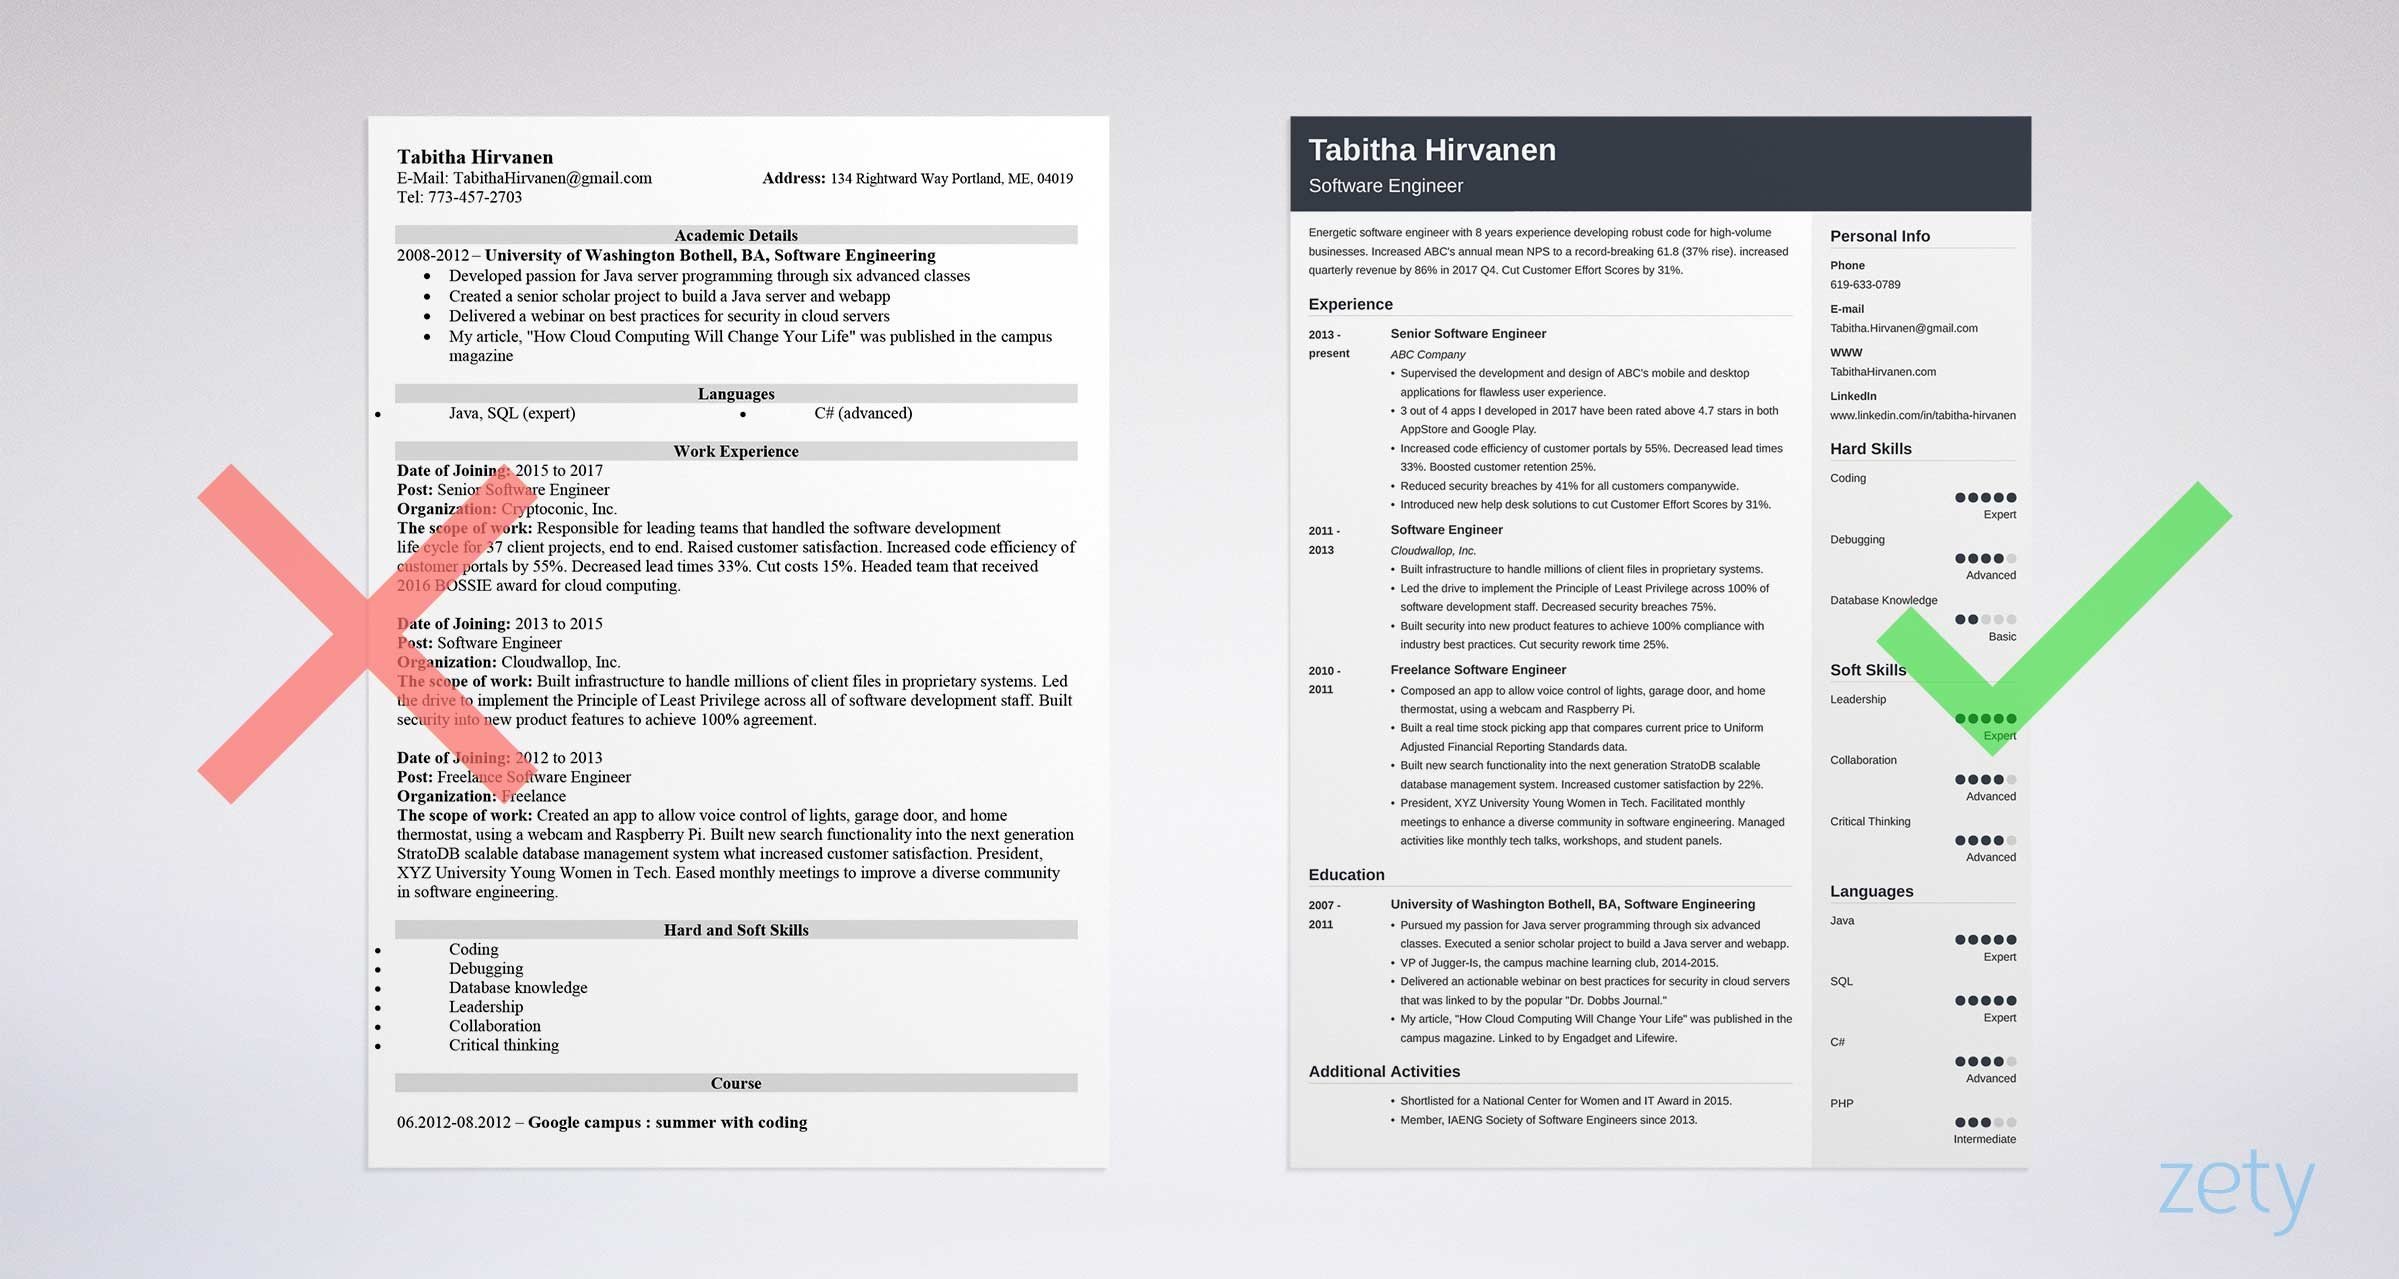 Tabitha Hirvanen
E-Mail: TabithaHirvanen@gmail.com
Address: 134 Rightward Way Portland, ME, 04019
Tel: 773-457-2703
Academic Details
2008-2012 – University of Washington Bothell, BA, Software Engineering
• Developed passion for Java server programming through six advanced classes
• Created a senior scholar project to build a Java server and webapp
• Delivered a webinar on best practices for security in cloud servers
• My article, "How Cloud Computing Will Change Your Life" was published in the campus
magazine
Languages
• Java, SQL (expert)
• C# (advanced)
Work Experience
Date of Joining: 2015 to 2017
Post: Senior Software Engineer
Organization: Cryptoconic, Inc.
The scope of work: Responsible for leading teams that handled the software development
life cycle for 37 client projects, end to end. Raised customer satisfaction. Increased code efficiency of
customer portals by 55%. Decreased lead times 33%. Cut costs 15%. Headed team that received
2016 BOSSIE award for cloud computing.
Date of Joining: 2013 to 2015
Post: Software Engineer
Organization: Cloudwallop, Inc.
The scope of work: Built infrastructure to handle millions of client files in proprietary systems. Led
the drive to implement the Principle of Least Privilege across all of software development staff. Built
security into new product features to achieve 100% agreement.
Date of Joining: 2012 to 2013
Post: Freelance Software Engineer
Organization: Freelance
The scope of work: Created an app to allow voice control of lights, garage door, and home
thermostat, using a webcam and Raspberry Pi. Built new search functionality into the next generation
StratoDB scalable database management system what increased customer satisfaction. President,
XYZ University Young Women in Tech. Eased monthly meetings to improve a diverse community
in software engineering.
Hard and Soft Skills
• Coding
• Debugging
• Database knowledge
• Leadership
• Collaboration
• Critical thinking
Course
06.2012-08.2012 – Google campus : summer with coding
Tabitha Hirvanen
Software Engineer
Energetic software engineer with 8 years experience developing robust code for high-volume
businesses. Increased ABC's annual mean NPS to a record-breaking 61.8 (37% rise). increased
quarterly revenue by 86% in 2017 Q4. Cut Customer Effort Scores by 31%.
Experience
2013 -
present
Senior Software Engineer
ABC Company
• Supervised the development and design of ABC's mobile and desktop
applications for flawless user experience.
• 3 out of 4 apps I developed in 2017 have been rated above 4.7 stars in both
AppStore and Google Play.
• Increased code efficiency of customer portals by 55%. Decreased lead times
33%. Boosted customer retention 25%.
• Reduced security breaches by 41% for all customers companywide.
• Introduced new help desk solutions to cut Customer Effort Scores by 31%.
2011 -
2013
Software Engineer
Cloudwallop, Inc.
• Built infrastructure to handle millions of client files in proprietary systems.
• Led the drive to implement the Principle of Least Privilege across 100% of
software development staff. Decreased security breaches 75%.
• Built security into new product features to achieve 100% compliance with
industry best practices. Cut security rework time 25%.
2010 -
2011
Freelance Software Engineer
• Composed an app to allow voice control of lights, garage door, and home
thermostat, using a webcam and Raspberry Pi.
• Built a real time stock picking app that compares current price to Uniform
Adjusted Financial Reporting Standards data.
• Built new search functionality into the next generation StratoDB scalable
database management system. Increased customer satisfaction by 22%.
• President, XYZ University Young Women in Tech. Facilitated monthly
meetings to enhance a diverse community in software engineering. Managed
activities like monthly tech talks, workshops, and student panels.
Education
2007 -
2011
University of Washington Bothell, BA, Software Engineering
• Pursued my passion for Java server programming through six advanced
classes. Executed a senior scholar project to build a Java server and webapp.
• VP of Jugger-Is, the campus machine learning club, 2014-2015.
• Delivered an actionable webinar on best practices for security in cloud servers
that was linked to by the popular "Dr. Dobbs Journal."
• My article, "How Cloud Computing Will Change Your Life" was published in the
campus magazine. Linked to by Engadget and Lifewire.
Additional Activities
• Shortlisted for a National Center for Women and IT Award in 2015.
• Member, IAENG Society of Software Engineers since 2013.
Personal Info
Phone
619-633-0789
E-mail
Tabitha.Hirvanen@gmail.com
WWW
TabithaHirvanen.com
LinkedIn
www.linkedin.com/in/tabitha-hirvanen
Hard Skills
Coding
Expert
Debugging
Advanced
Database Knowledge
Basic
Soft Skills
Leadership
Expert
Collaboration
Advanced
Critical Thinking
Advanced
Languages
Java
Expert
SQL
Expert
C#
Advanced
PHP
Intermediate
zety